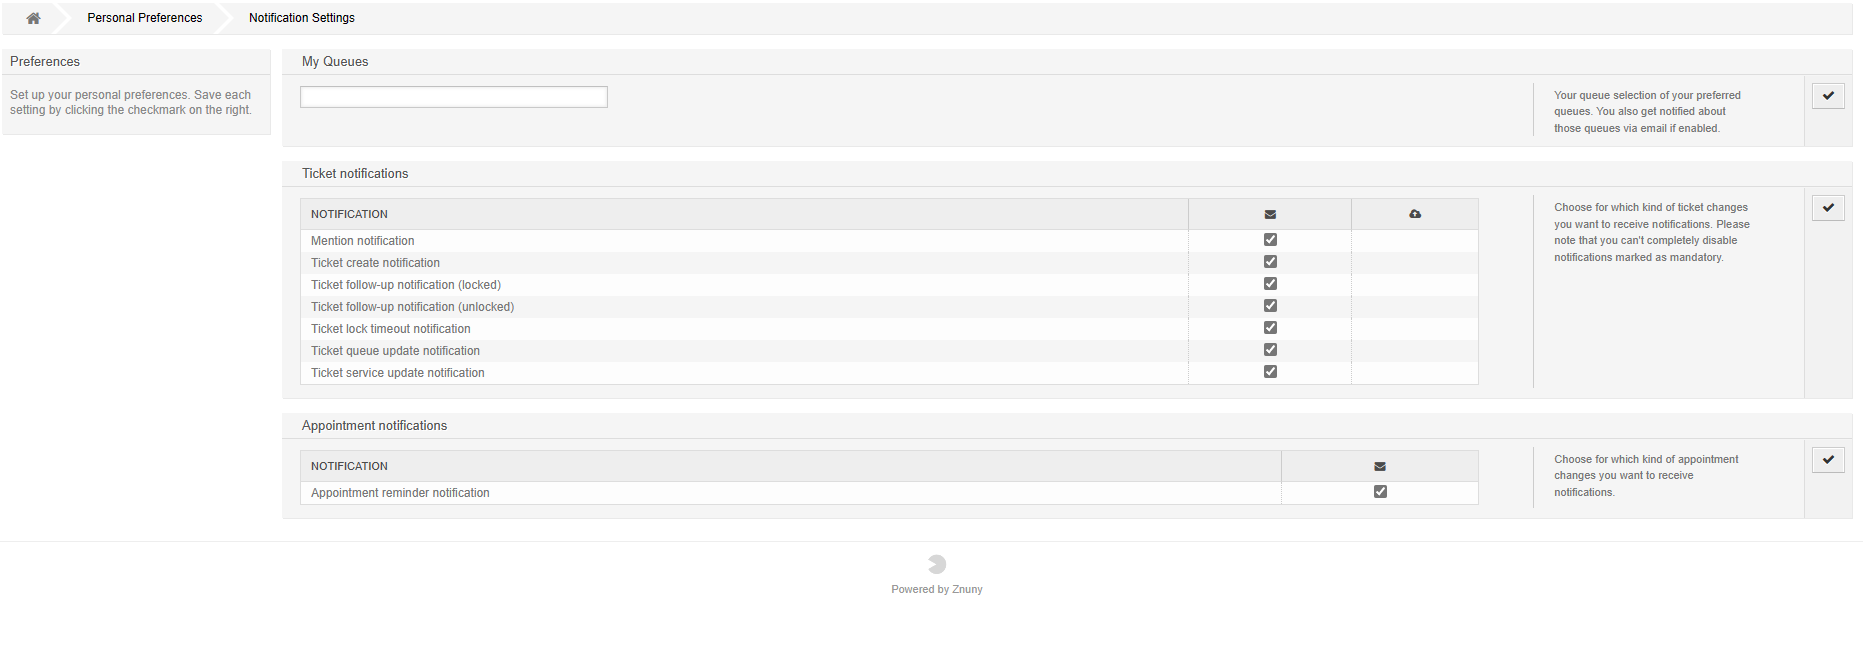 Personal Preferences
Notification Settings
Preferences
Set up your personal preferences. Save each
setting by clicking the checkmark on the right.
My Queues
Your queue selection of your preferred
queues. You also get notified about
those queues via email if enabled.
Ticket notifications
NOTIFICATION
Mention notification
Ticket create notification
Ticket follow-up notification (locked)
Ticket follow-up notification (unlocked)
Ticket lock timeout notification
Ticket queue update notification
Ticket service update notification
Choose for which kind of ticket changes
you want to receive notifications. Please
note that you can't completely disable
notifications marked as mandatory.
Appointment notifications
NOTIFICATION
Appointment reminder notification
Choose for which kind of appointment
changes you want to receive
notifications.
Powered by Znuny